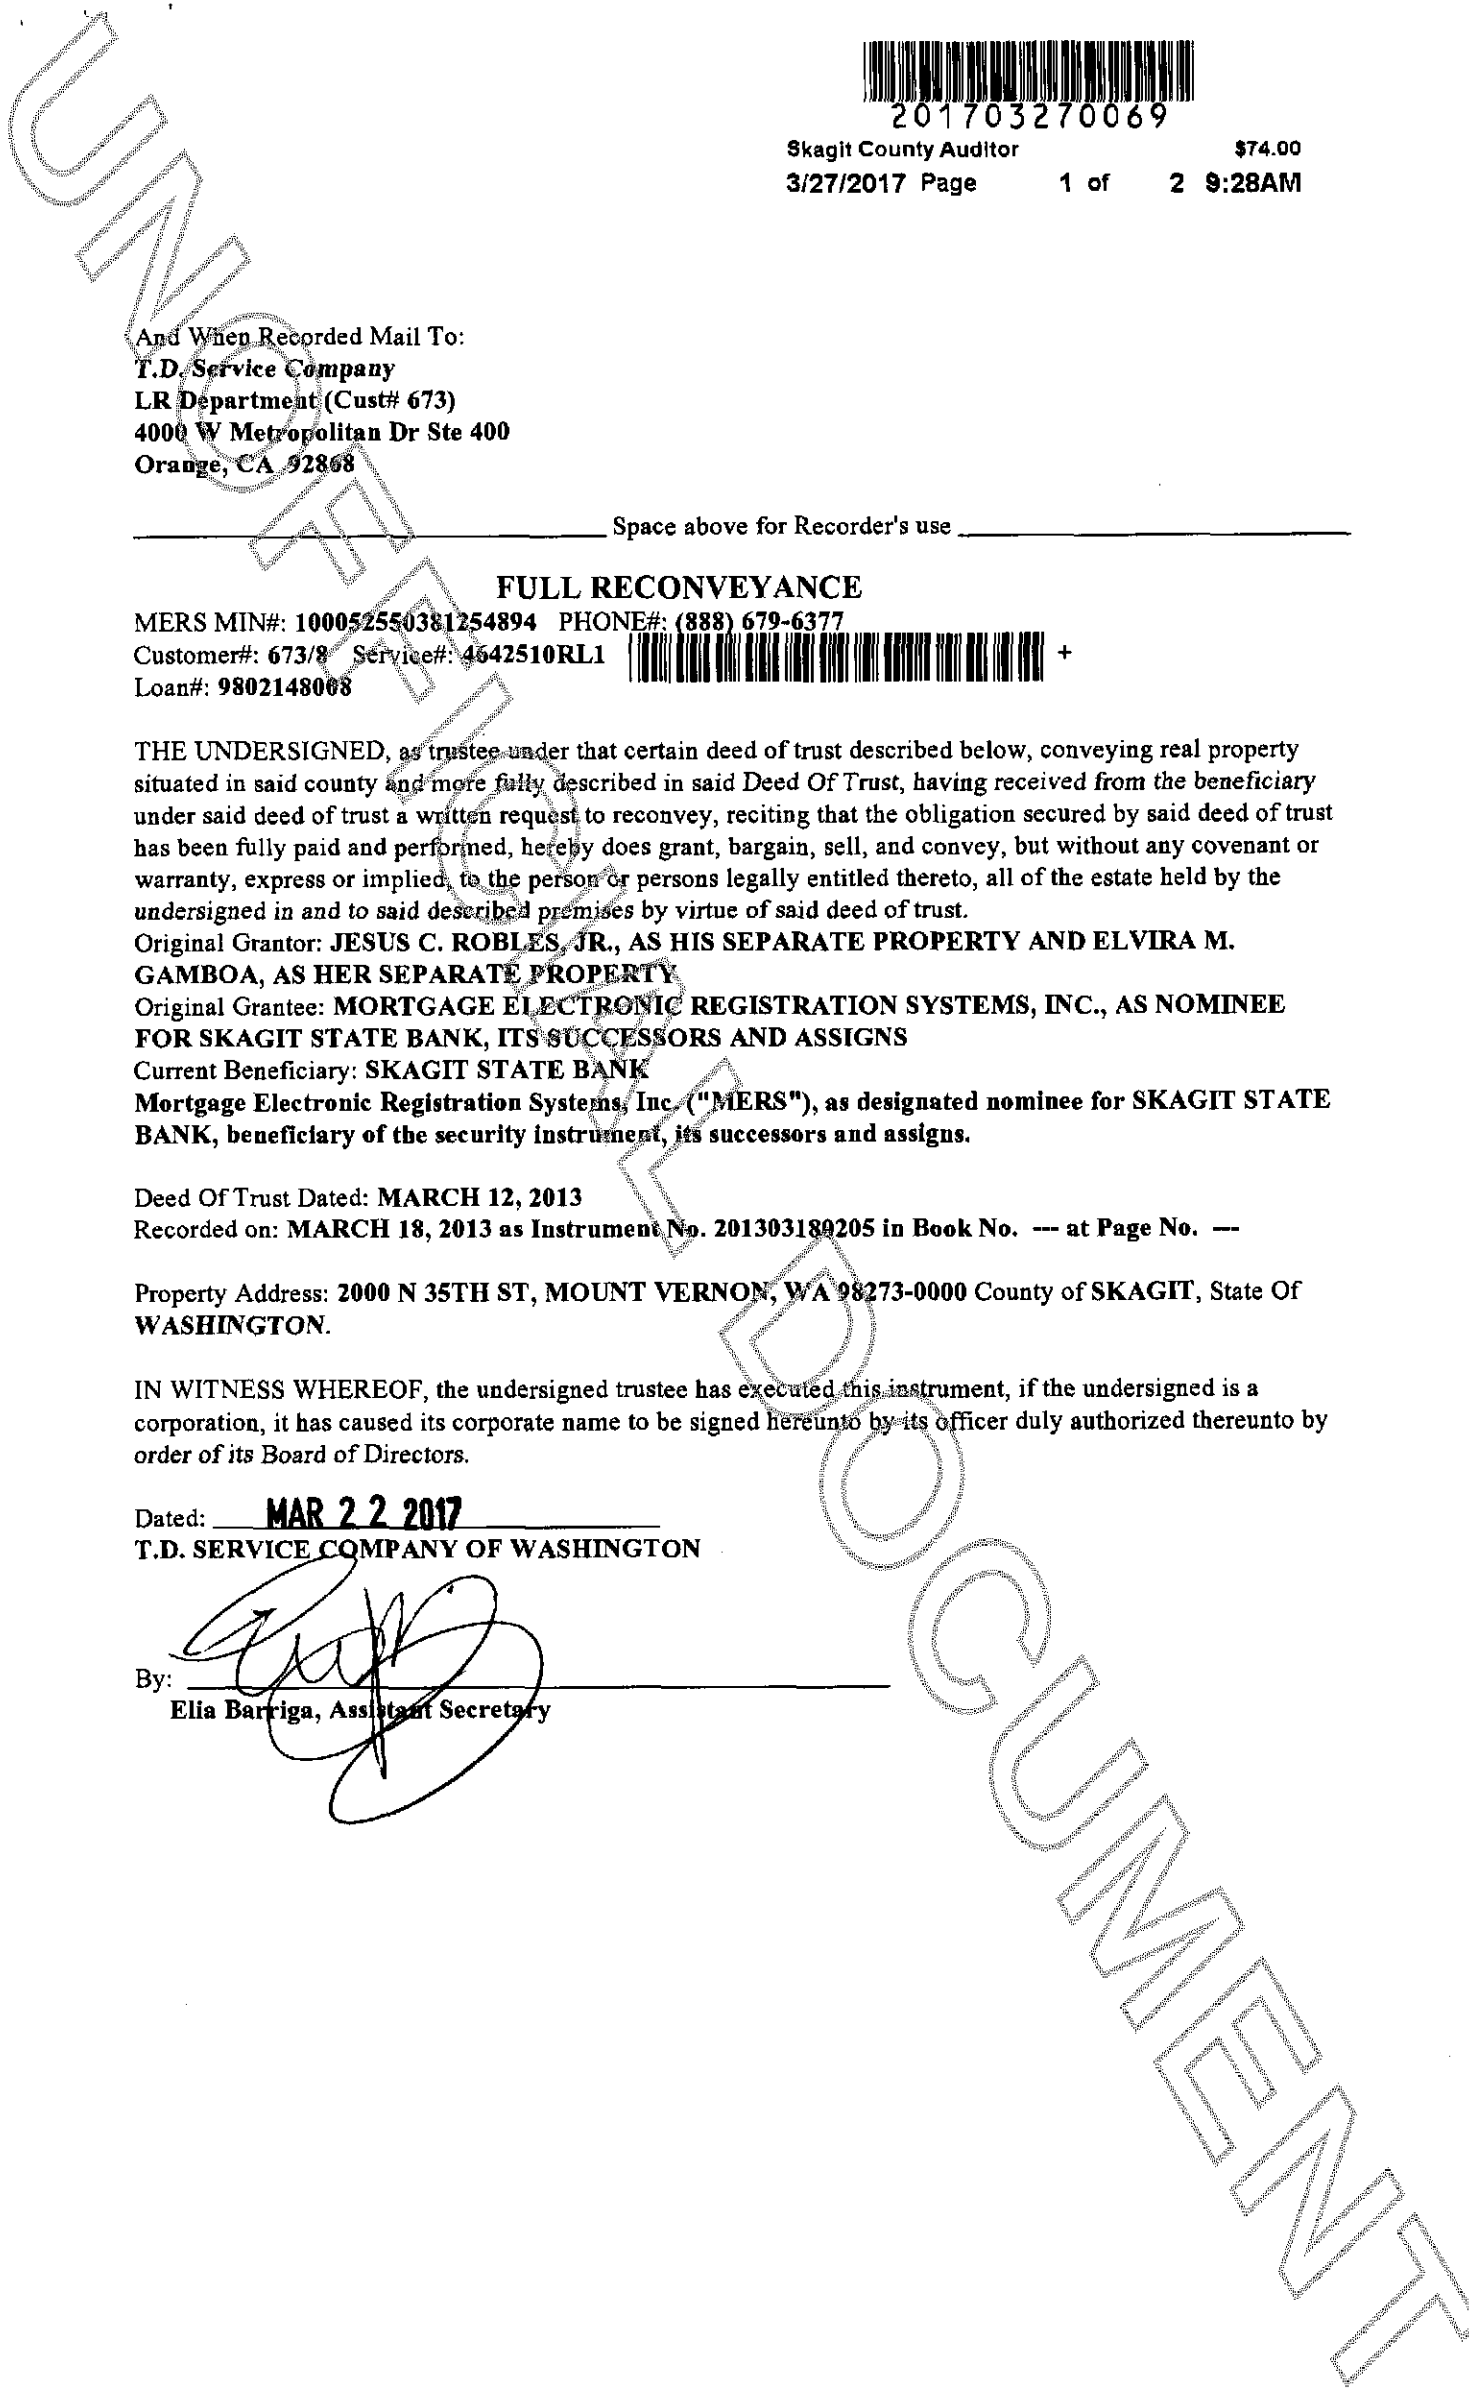 201703270069
Skagit County Auditor $74.00
3/27/2017 Page 1 of 2 9:28AM
And When Recorded Mail To:
T.D. Service Company
LR Department (Cust# 673)
4000 W Metropolitan Dr Ste 400
Orange, CA 92868
Space above for Recorder's use
FULL RECONVEYANCE
MERS MIN#: 100052550381254894 PHONE#: (888) 679-6377
Customer#: 673/8 Service#: 4642510RL1 +
Loan#: 9802148068
THE UNDERSIGNED, as trustee under that certain deed of trust described below, conveying real property
situated in said county and more fully described in said Deed Of Trust, having received from the beneficiary
under said deed of trust a written request to reconvey, reciting that the obligation secured by said deed of trust
has been fully paid and performed, hereby does grant, bargain, sell, and convey, but without any covenant or
warranty, express or implied, to the person or persons legally entitled thereto, all of the estate held by the
undersigned in and to said described premises by virtue of said deed of trust.
Original Grantor: JESUS C. ROBLES, JR., AS HIS SEPARATE PROPERTY AND ELVIRA M.
GAMBOA, AS HER SEPARATE PROPERTY
Original Grantee: MORTGAGE ELECTRONIC REGISTRATION SYSTEMS, INC., AS NOMINEE
FOR SKAGIT STATE BANK, ITS SUCCESSORS AND ASSIGNS
Current Beneficiary: SKAGIT STATE BANK
Mortgage Electronic Registration Systems, Inc. ("MERS"), as designated nominee for SKAGIT STATE
BANK, beneficiary of the security instrument, its successors and assigns.
Deed Of Trust Dated: MARCH 12, 2013
Recorded on: MARCH 18, 2013 as Instrument No. 201303180205 in Book No. --- at Page No. ---
Property Address: 2000 N 35TH ST, MOUNT VERNON, WA 98273-0000 County of SKAGIT, State Of
WASHINGTON.
IN WITNESS WHEREOF, the undersigned trustee has executed this instrument, if the undersigned is a
corporation, it has caused its corporate name to be signed hereunto by its officer duly authorized thereunto by
order of its Board of Directors.
Dated: MAR 22 2017
T.D. SERVICE COMPANY OF WASHINGTON
By:
Elia Barriga, Assistant Secretary
UNOFFICIAL DOCUMENT